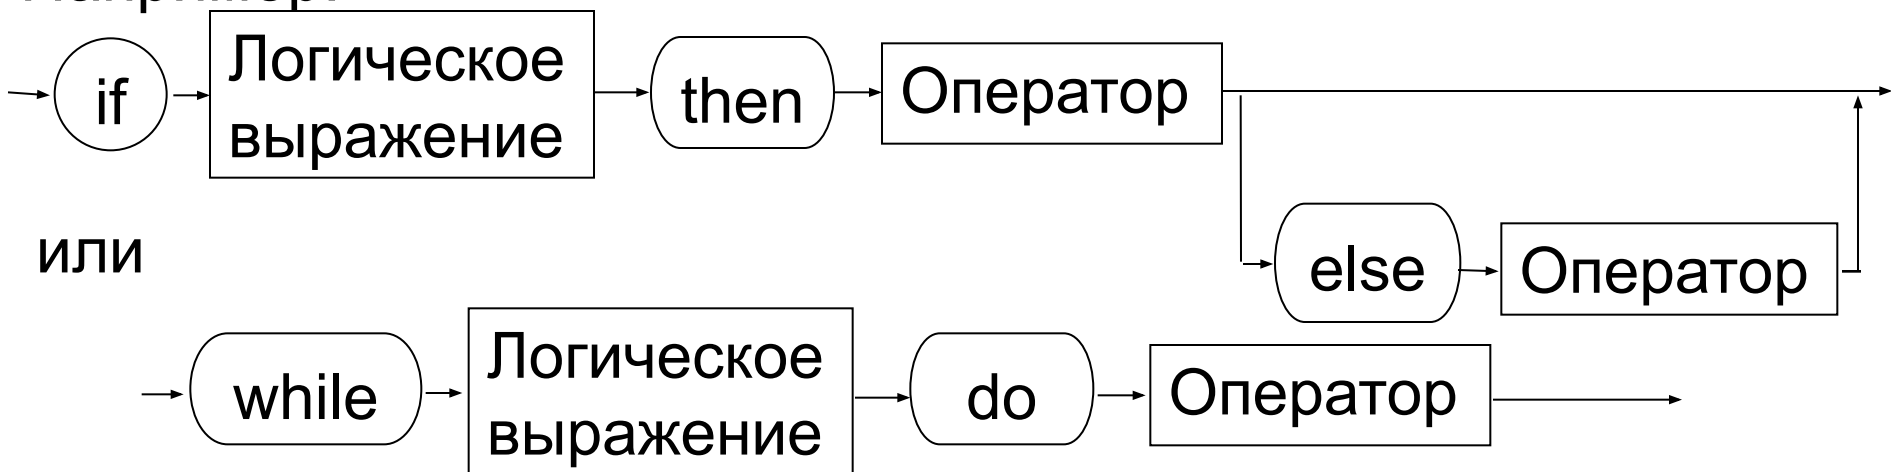 if
Логическое
выражение
then
Оператор
или
else
Оператор
while
Логическое
выражение
do
Оператор